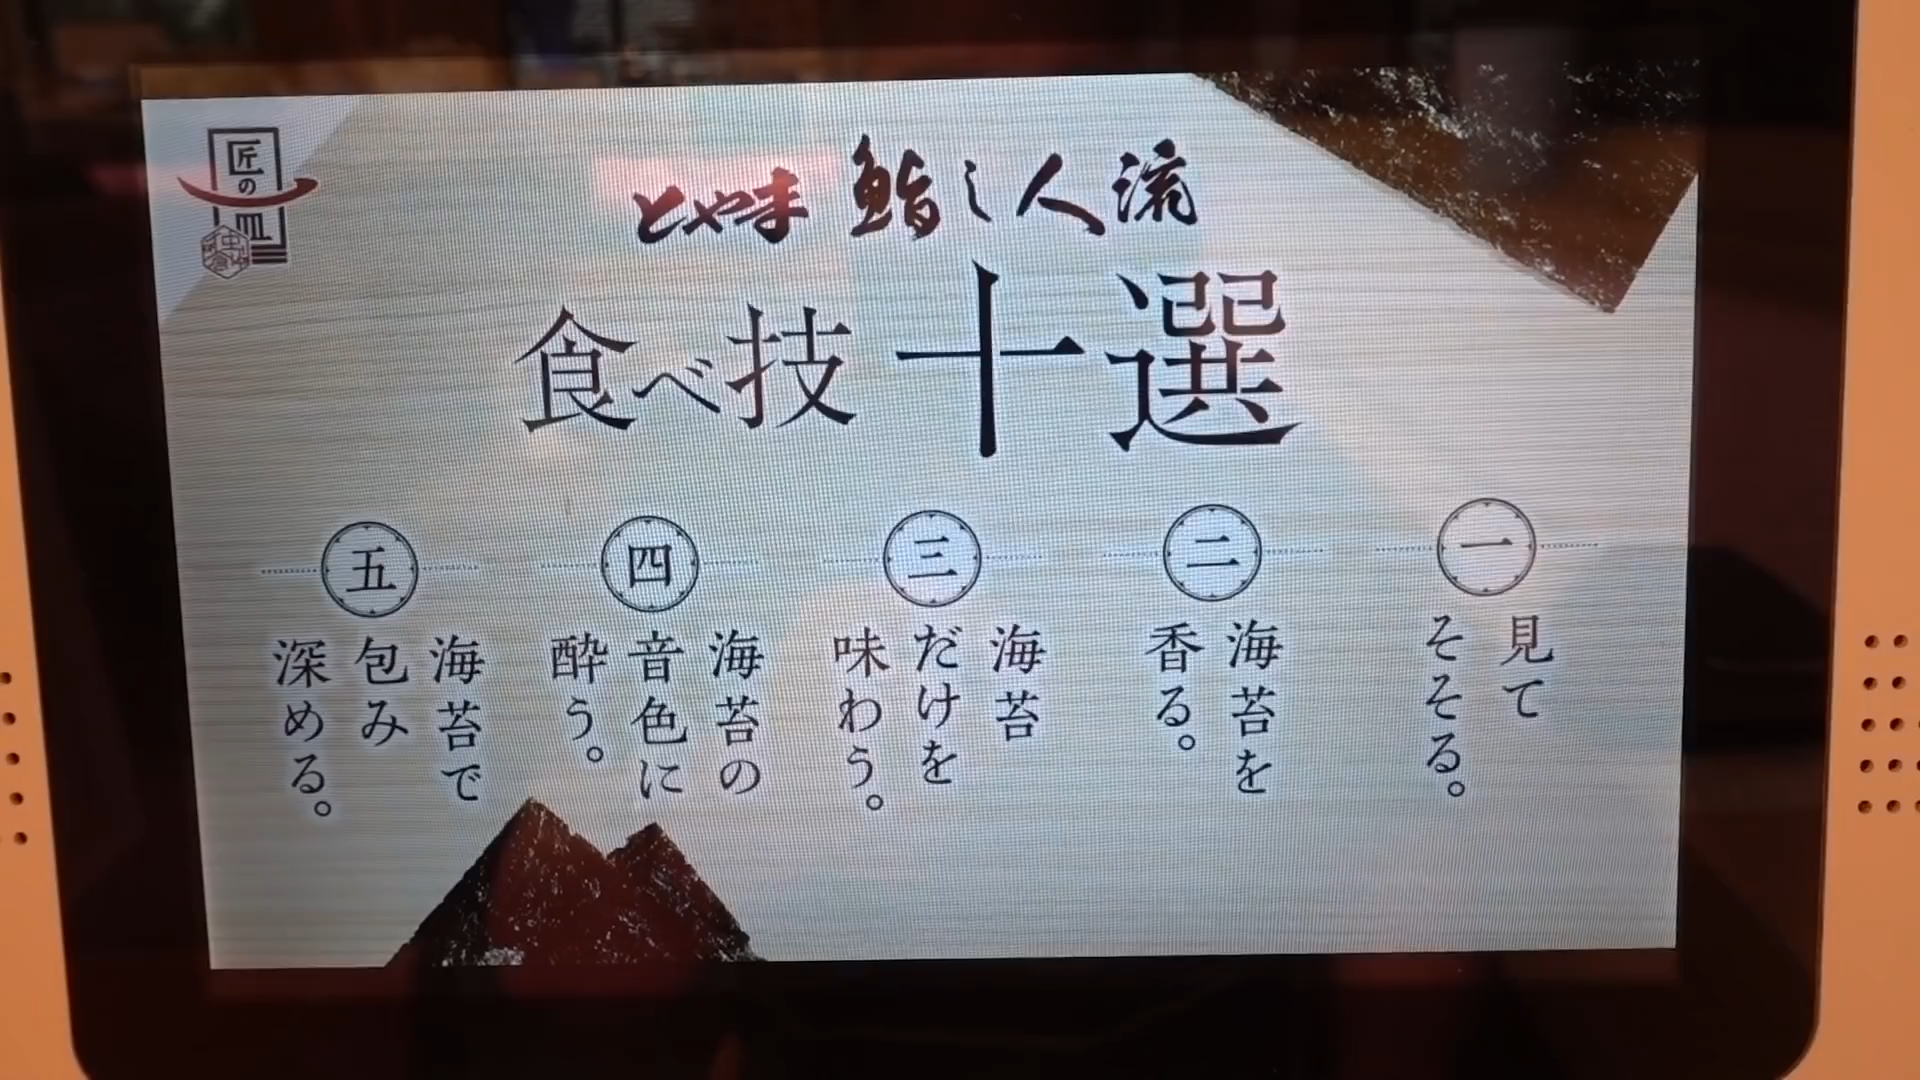 匠の皿
とやま鮨し人流
食べ技十選
一
見て
そそる。
二
海苔を
香る。
三
海苔
だけを
味わう。
四
海苔の
音色に
酔う。
五
海苔で
包み
深める。